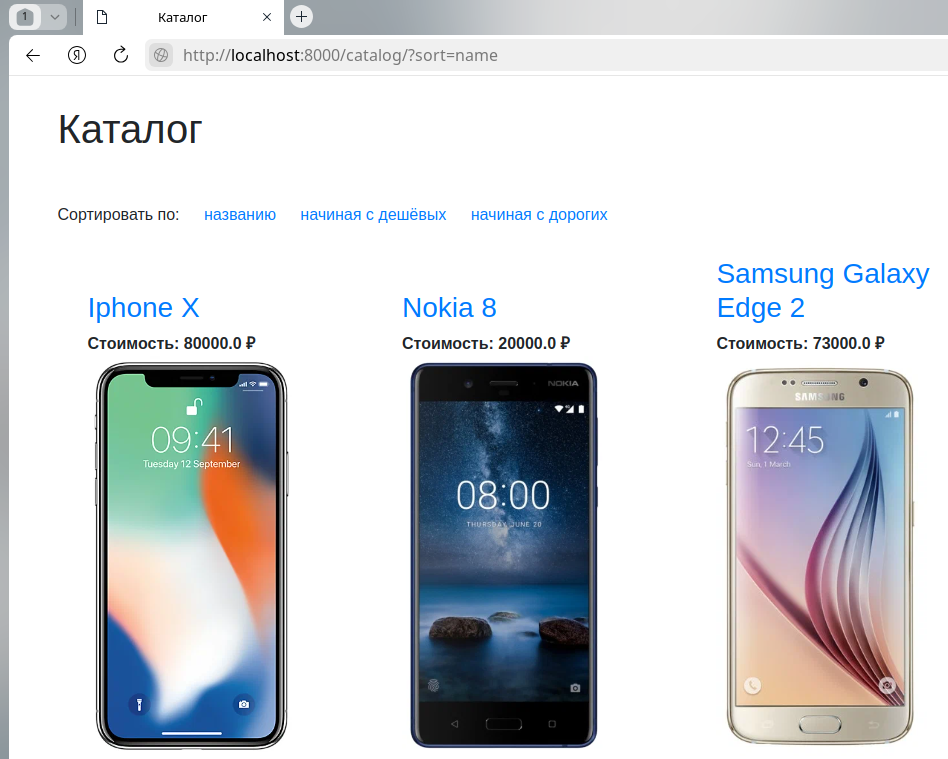 1
Каталог
http://localhost:8000/catalog/?sort=name
Каталог
Сортировать по: названию начиная с дешёвых начиная с дорогих
Iphone X
Стоимость: 80000.0 ₽
09:41
Tuesday 12 September
Nokia 8
Стоимость: 20000.0 ₽
NOKIA
08:00
THURSDAY, JUNE 20
Samsung Galaxy
Edge 2
Стоимость: 73000.0 ₽
SAMSUNG
12:45
Sun, 1 March